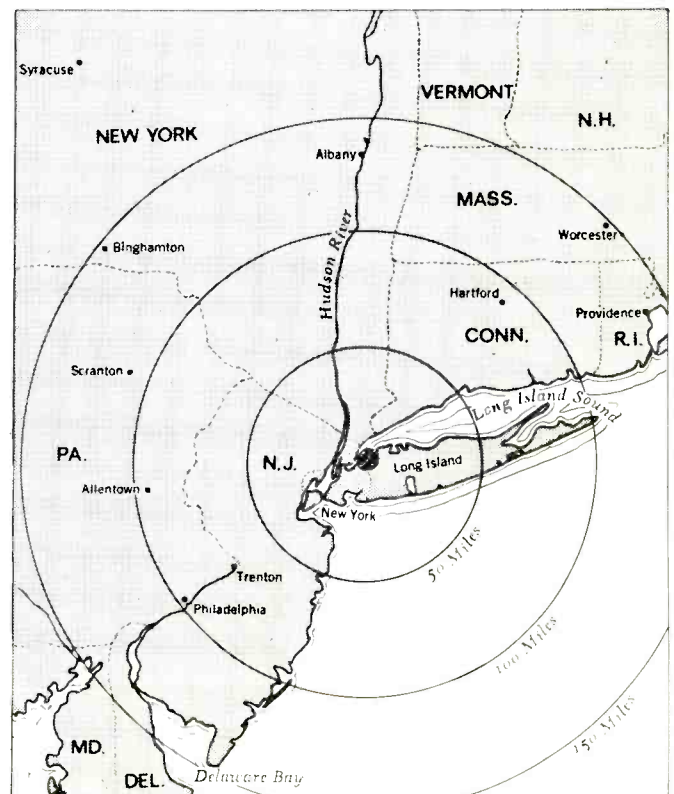 Syracuse
VERMONT
NEW YORK
N.H.
Albany
MASS.
Hudson River
Worcester
Binghamton
Hartford
Providence
CONN.
R.I.
Scranton
Long Island Sound
PA.
N.J.
Long Island
Allentown
New York
50 Miles
Trenton
Philadelphia
100 Miles
150 Miles
MD.
DEL.
Delaware Bay